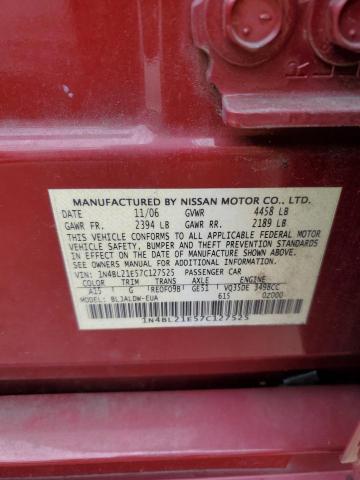 MANUFACTURED BY NISSAN MOTOR CO., LTD.
DATE 11/06 GVWR 4458 LB
GAWR FR. 2394 LB GAWR RR. 2189 LB
THIS VEHICLE CONFORMS TO ALL APPLICABLE FEDERAL MOTOR
VEHICLE SAFETY, BUMPER AND THEFT PREVENTION STANDARDS
IN EFFECT ON THE DATE OF MANUFACTURE SHOWN ABOVE.
SEE OWNERS MANUAL FOR ADDITIONAL INFORMATION.
VIN: 1N4BL21E57C127525 PASSENGER CAR
COLOR TRIM TRANS AXLE ENGINE
A15 G RE0F09B GE51 VQ35DE 3498CC
MODEL: BLJALDW-EUA 615 0Z000
1N4BL21E57C127525